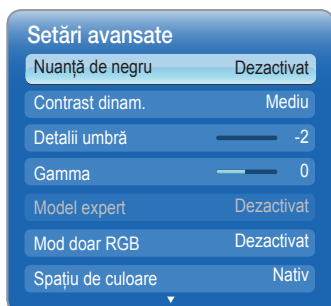 Setări avansate
Nuanță de negru Dezactivat
Contrast dinam. Mediu
Detalii umbră -2
Gamma 0
Model expert Dezactivat
Mod doar RGB Dezactivat
Spațiu de culoare Nativ